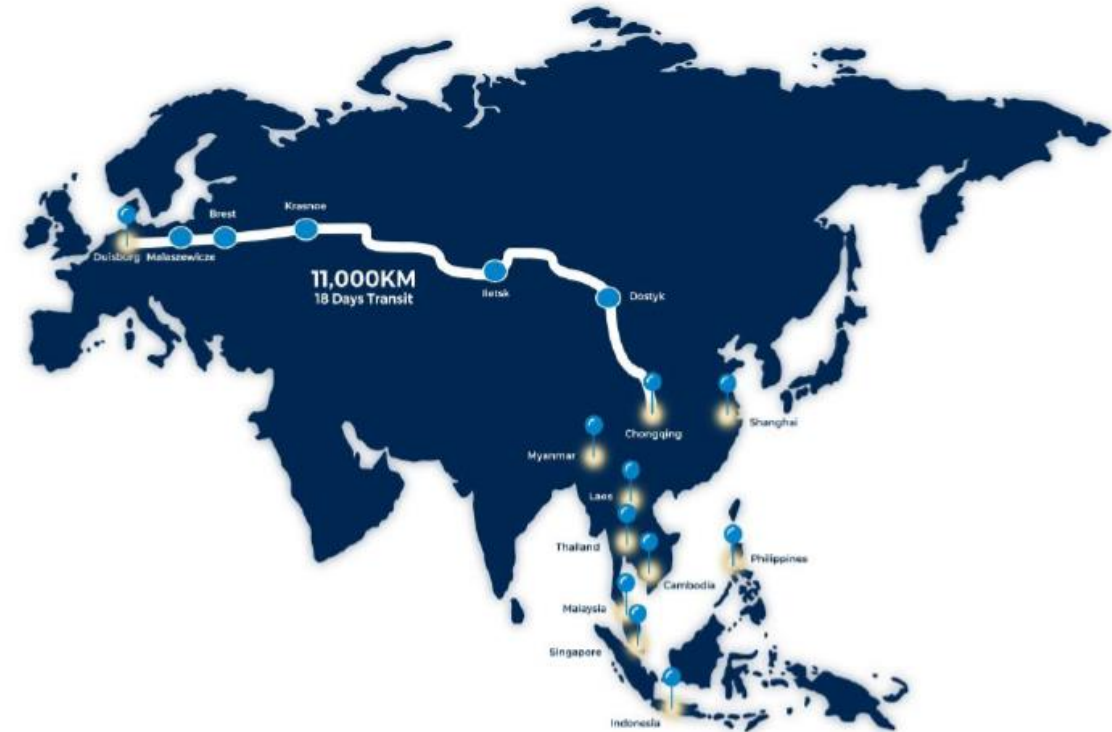 Krasnoe
Brest
Duisburg
Malaszewicze
11,000KM
18 Days Transit
Iletsk
Dostyk
Chongqing
Shanghai
Myanmar
Laos
Thailand
Philippines
Cambodia
Malaysia
Singapore
Indonesia